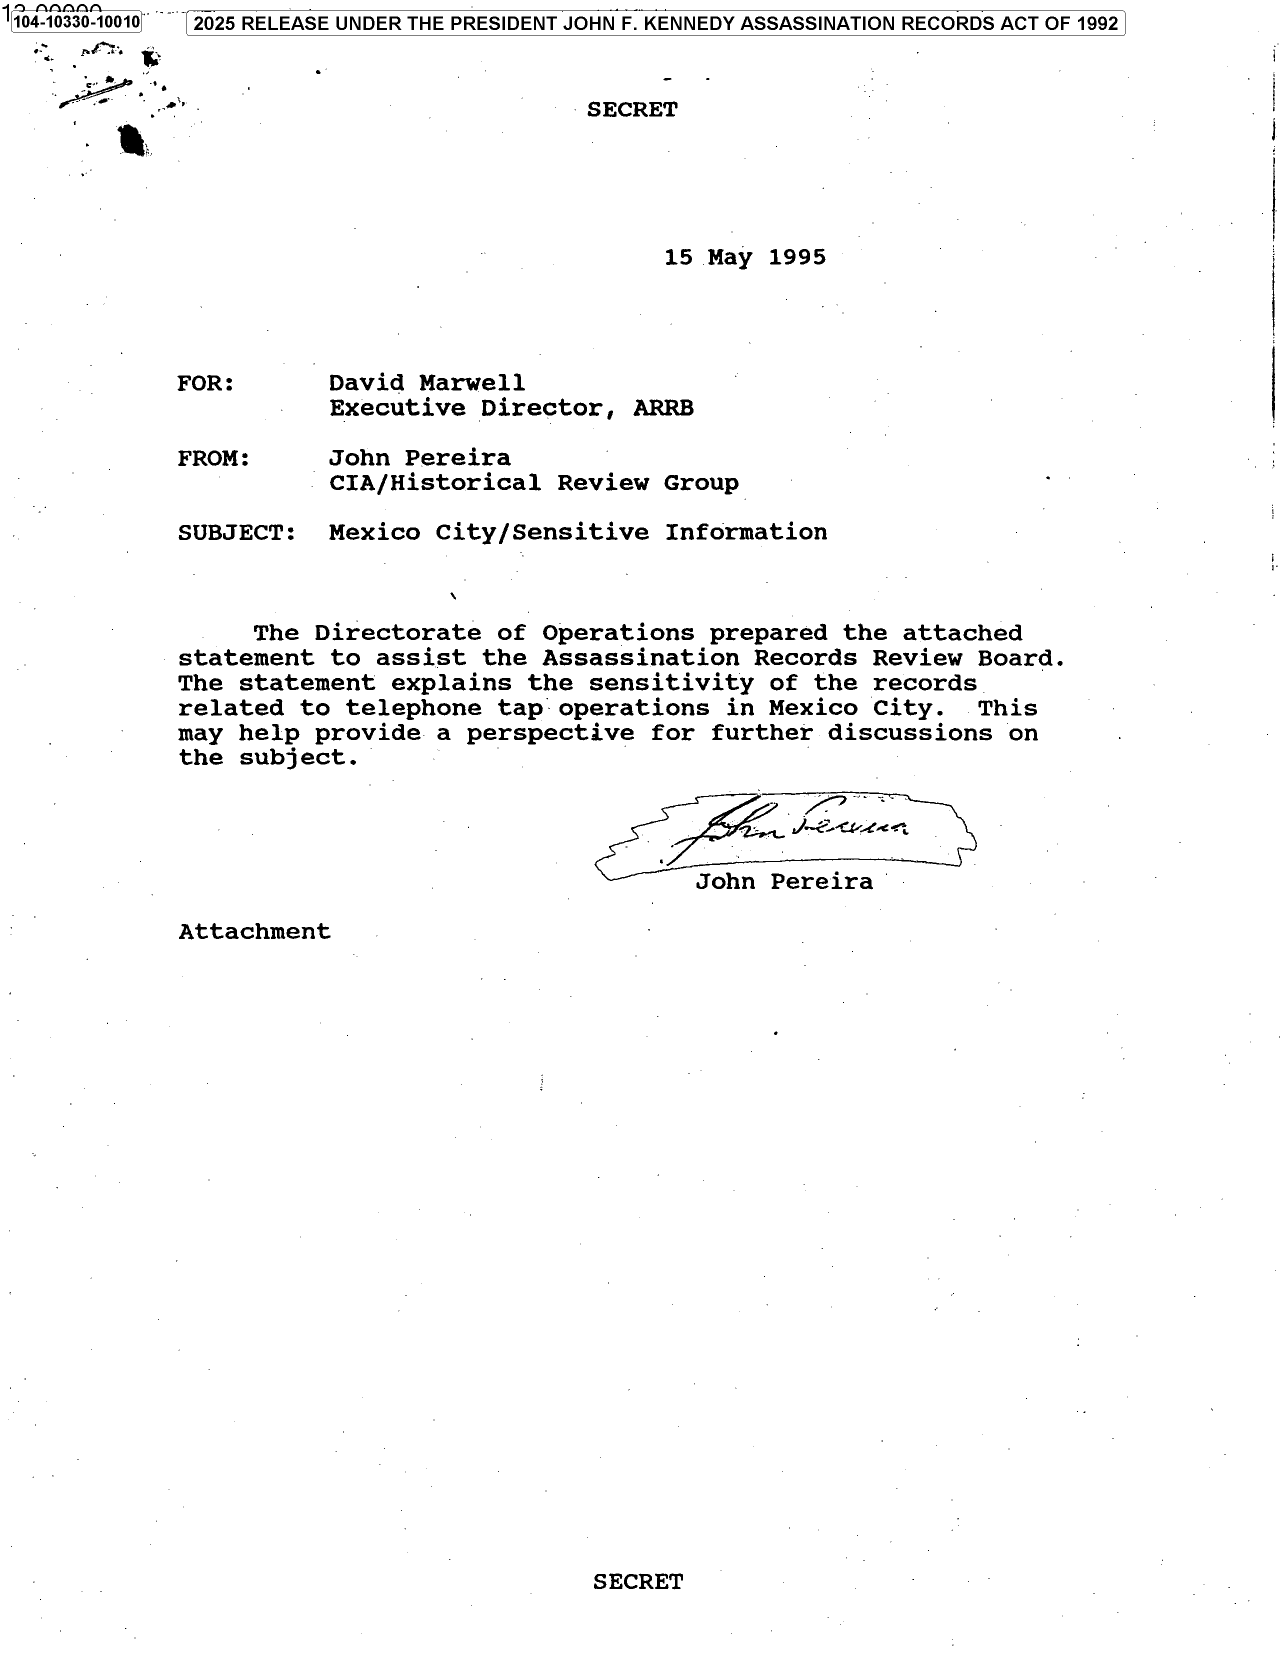 104-10330-10010
2025 RELEASE UNDER THE PRESIDENT JOHN F. KENNEDY ASSASSINATION RECORDS ACT OF 1992
SECRET
15 May 1995
FOR: David Marwell
Executive Director, ARRB
FROM: John Pereira
CIA/Historical Review Group
SUBJECT: Mexico City/Sensitive Information
The Directorate of Operations prepared the attached
statement to assist the Assassination Records Review Board.
The statement explains the sensitivity of the records
related to telephone tap operations in Mexico City. This
may help provide a perspective for further discussions on
the subject.
John Pereira
John Pereira
Attachment
SECRET